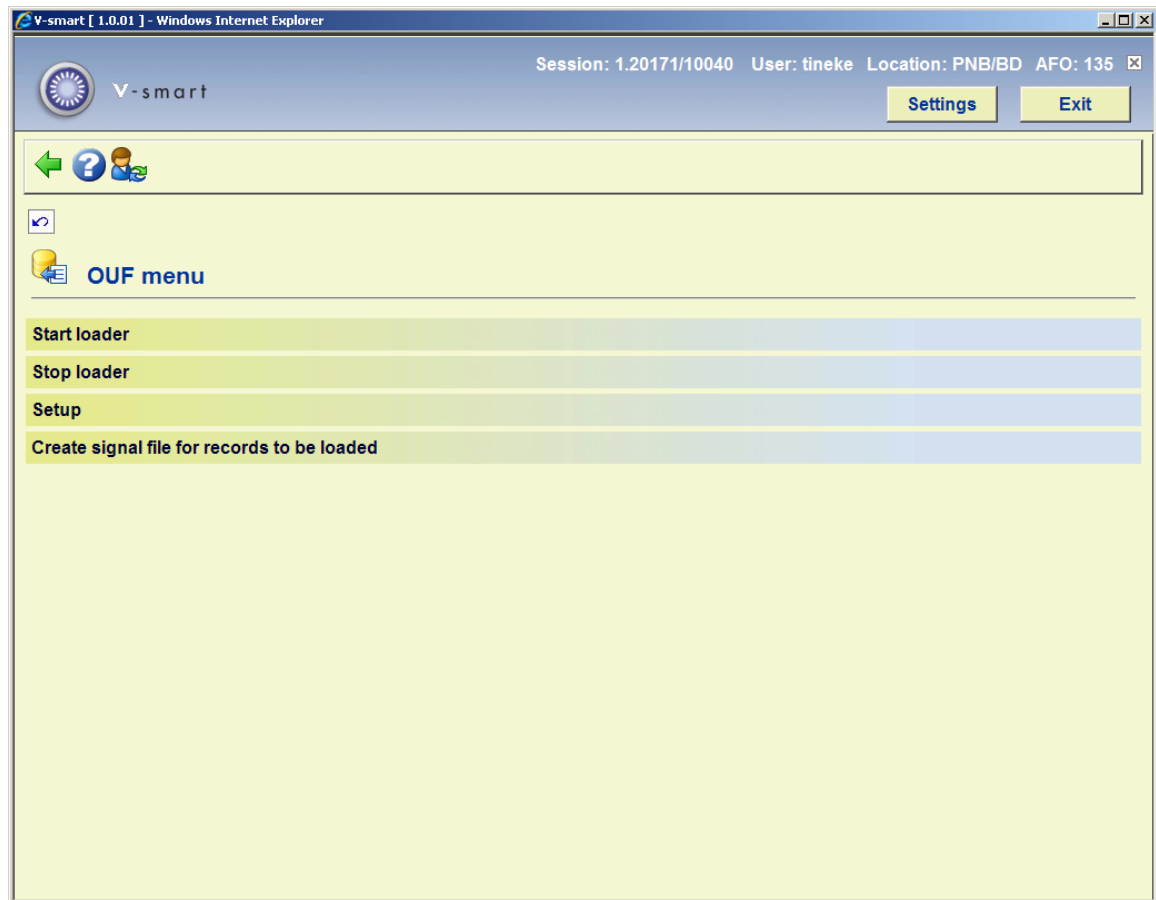 V-smart [ 1.0.01 ] - Windows Internet Explorer
Session: 1.20171/10040 User: tineke Location: PNB/BD AFO: 135
V-smart
Settings Exit
OUF menu
Start loader
Stop loader
Setup
Create signal file for records to be loaded